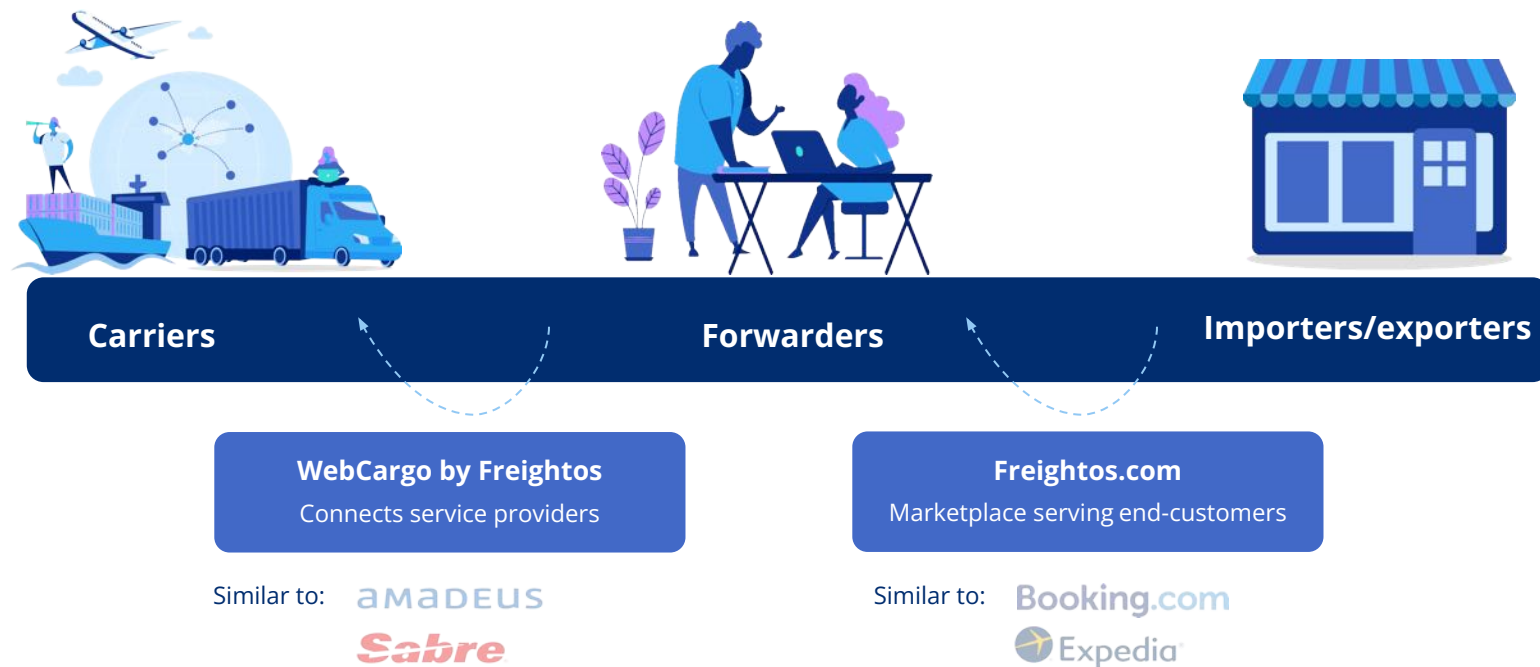 Carriers
Forwarders
Importers/exporters
WebCargo by Freightos
Connects service providers
Freightos.com
Marketplace serving end-customers
Similar to:
amadeus
Sabre
Similar to:
Booking.com
Expedia